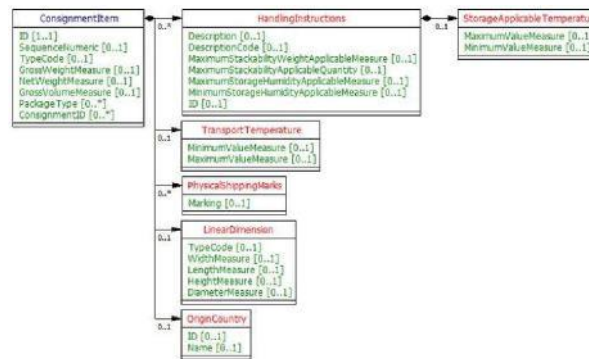 ConsignmentItem
ID [1..1]
SequenceNumeric [0..1]
TypeCode [0..1]
GrossWeightMeasure [0..1]
NetWeightMeasure [0..1]
GrossVolumeMeasure [0..1]
PackageType [0..*]
ConsignmentID [0..*]
0..*
HandlingInstructions
Description [0..1]
DescriptionCode [0..1]
MaximumStackabilityWeightApplicableMeasure [0..1]
MaximumStackabilityApplicableQuantity [0..1]
MaximumStorageHumidityApplicableMeasure [0..1]
MinimumStorageHumidityApplicableMeasure [0..1]
ID [0..1]
0..1
StorageApplicableTemperatu
MaximumValueMeasure [0..1]
MinimumValueMeasure [0..1]
0..1
TransportTemperature
MinimumValueMeasure [0..1]
MaximumValueMeasure [0..1]
0..*
PhysicalShippingMarks
Marking [0..1]
0..1
LinearDimension
TypeCode [0..1]
WidthMeasure [0..1]
LengthMeasure [0..1]
HeightMeasure [0..1]
DiameterMeasure [0..1]
0..1
OriginCountry
ID [0..1]
Name [0..1]